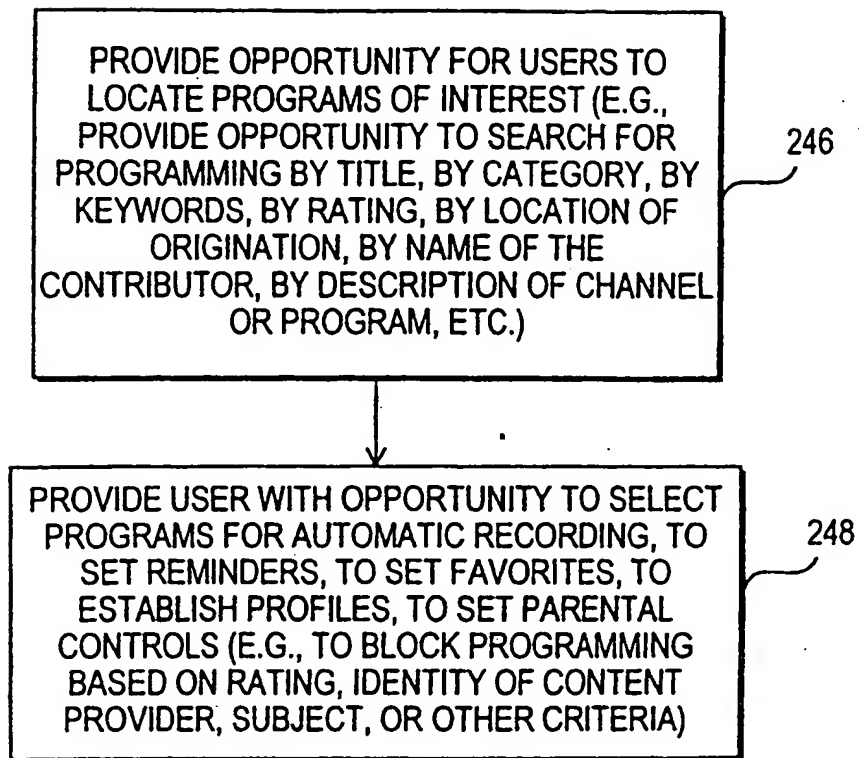 PROVIDE OPPORTUNITY FOR USERS TO
LOCATE PROGRAMS OF INTEREST (E.G.,
PROVIDE OPPORTUNITY TO SEARCH FOR
PROGRAMMING BY TITLE, BY CATEGORY, BY
KEYWORDS, BY RATING, BY LOCATION OF
ORIGINATION, BY NAME OF THE
CONTRIBUTOR, BY DESCRIPTION OF CHANNEL
OR PROGRAM, ETC.)
246
PROVIDE USER WITH OPPORTUNITY TO SELECT
PROGRAMS FOR AUTOMATIC RECORDING, TO
SET REMINDERS, TO SET FAVORITES, TO
ESTABLISH PROFILES, TO SET PARENTAL
CONTROLS (E.G., TO BLOCK PROGRAMMING
BASED ON RATING, IDENTITY OF CONTENT
PROVIDER, SUBJECT, OR OTHER CRITERIA)
248